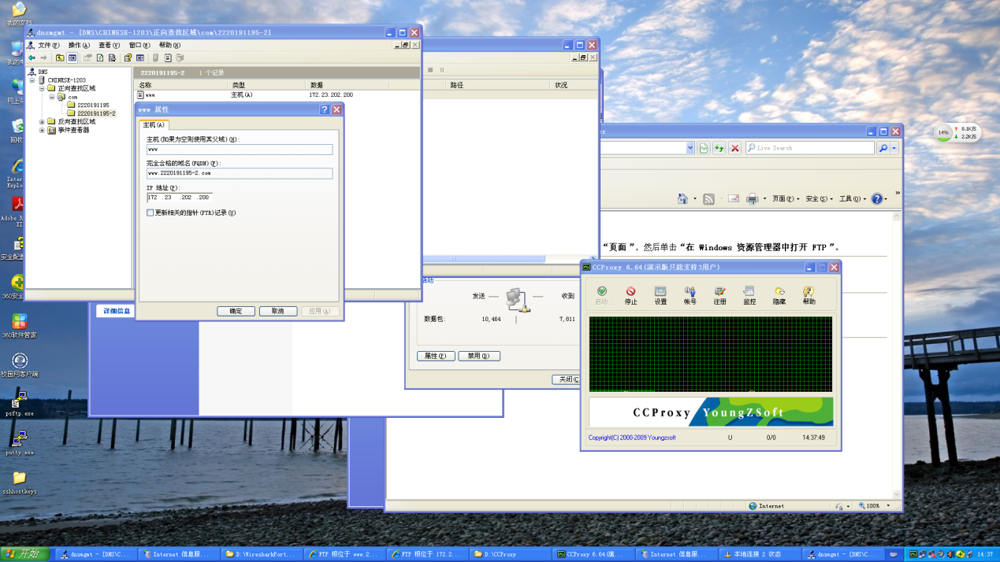 我的文档
dnsmgmt - [DNS\CHINESE-1203\正向查找区域\com\2220191195-2]
文件(F) 操作(A) 查看(V) 窗口(W) 帮助(H)
DNS
CHINESE-1203
正向查找区域
com
2220191195
2220191195-2
反向查找区域
事件查看器
2220191195-2 1 个记录
名称 类型 数据
www 主机(A) 172.23.202.200
www 属性
主机(A)
主机(如果为空则使用其父域)(H):
www
完全合格的域名(FQDN)(F):
www.2220191195-2.com
IP 地址(P):
172 .23 .202 .200
更新相关的指针(PTR)记录(U)
确定 取消 应用(A)
路径 状况
Live Search
页面(P) 安全(S) 工具(O)
“页面”，然后单击“在 Windows 资源管理器中打开 FTP”。
14% 0.1K/S
2.2K/S
发送 收到
数据包: 10,464 7,811
属性(P) 禁用(D)
关闭(C
详细信息
CCProxy 6.64(演示版只能支持3用户)
启动 停止 设置 帐号 注册 监控 隐藏 帮助
CCProxy YoungZSoft
Copyright(C) 2000-2009 Youngzsoft U 0/0 14:37:49
Internet 100%
网上
回收
Inter
Explo
Adobe R
XI
安全配
360安全
360软件管家
校园网客户端
psftp.exe
putty.exe
sshhostkeys
开始 dnsmgmt - [DNS\C... Internet 信息服... D:\WiresharkPort... FTP 根位于 www.2... FTP 根位于 172.2... D:\CCProxy CCProxy 6.64(演... Internet 信息服... 本地连接 2 状态 dnsmgmt - [DNS\C... 14:37